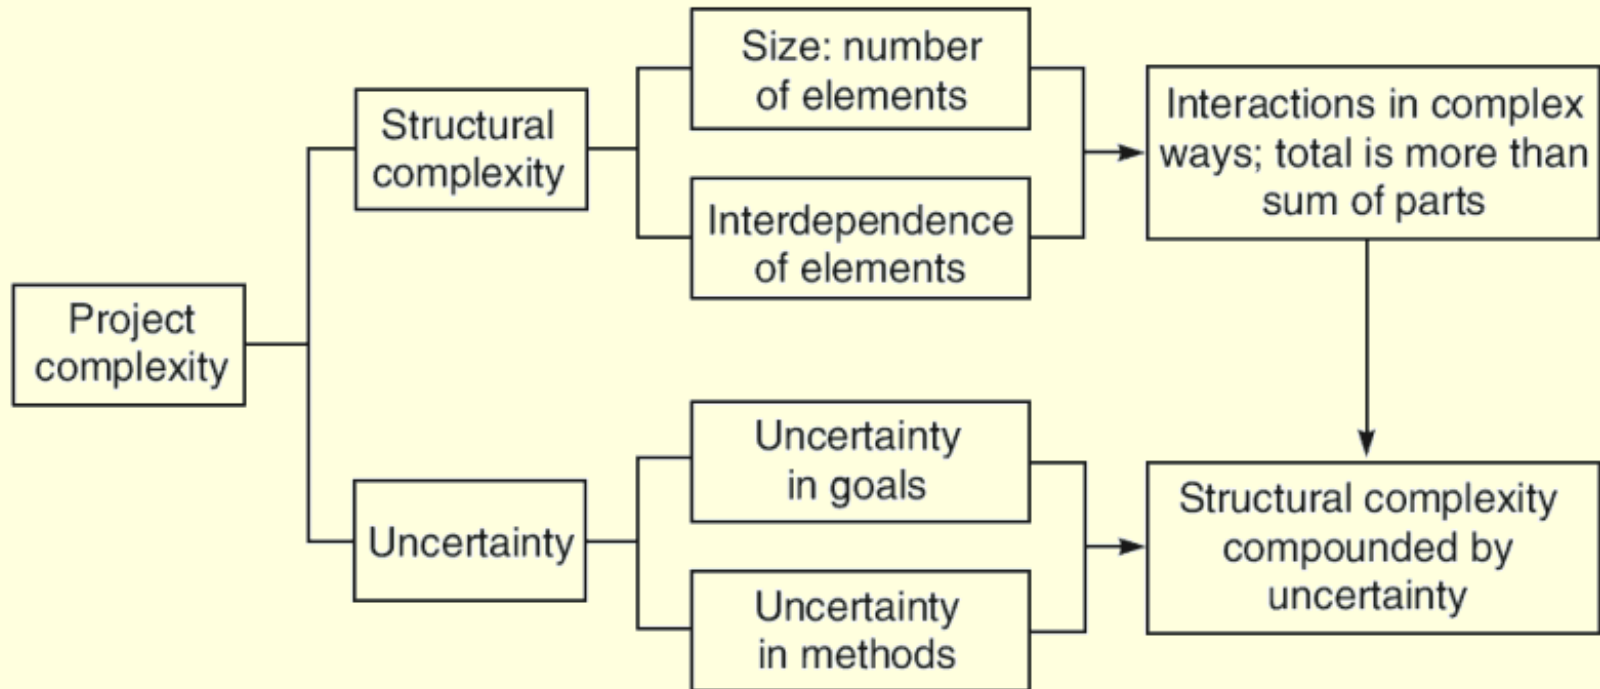 Project
complexity
Structural
complexity
Uncertainty
Size: number
of elements
Interdependence
of elements
Uncertainty
in goals
Uncertainty
in methods
Interactions in complex
ways; total is more than
sum of parts
Structural complexity
compounded by
uncertainty